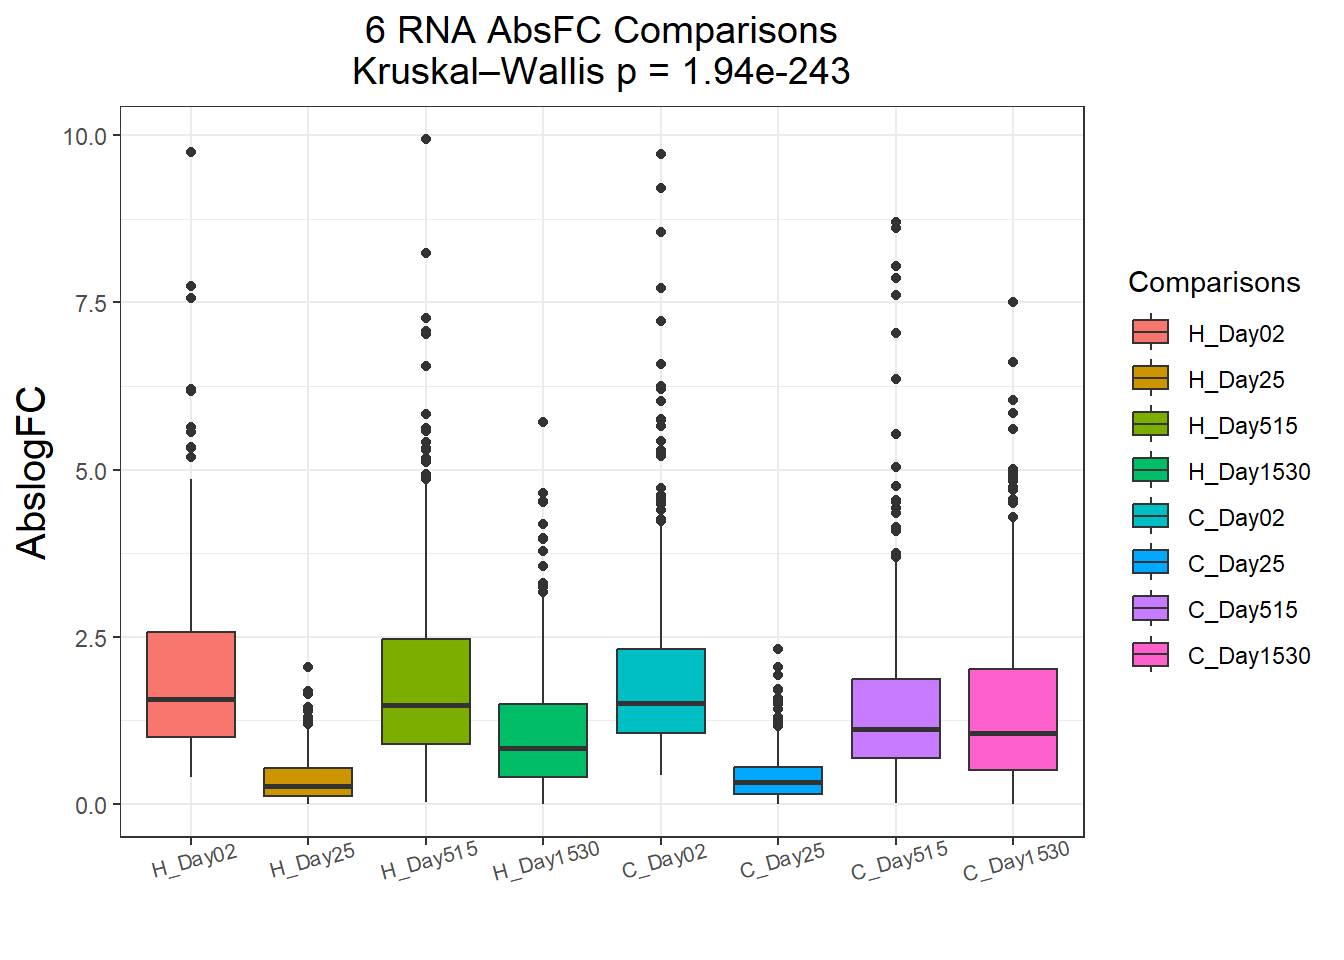 6 RNA AbsFC Comparisons
Kruskal–Wallis p = 1.94e-243
AbslogFC
10.0
7.5
5.0
2.5
0.0
H_Day02
H_Day25
H_Day515
H_Day1530
C_Day02
C_Day25
C_Day515
C_Day1530
Comparisons
H_Day02
H_Day25
H_Day515
H_Day1530
C_Day02
C_Day25
C_Day515
C_Day1530